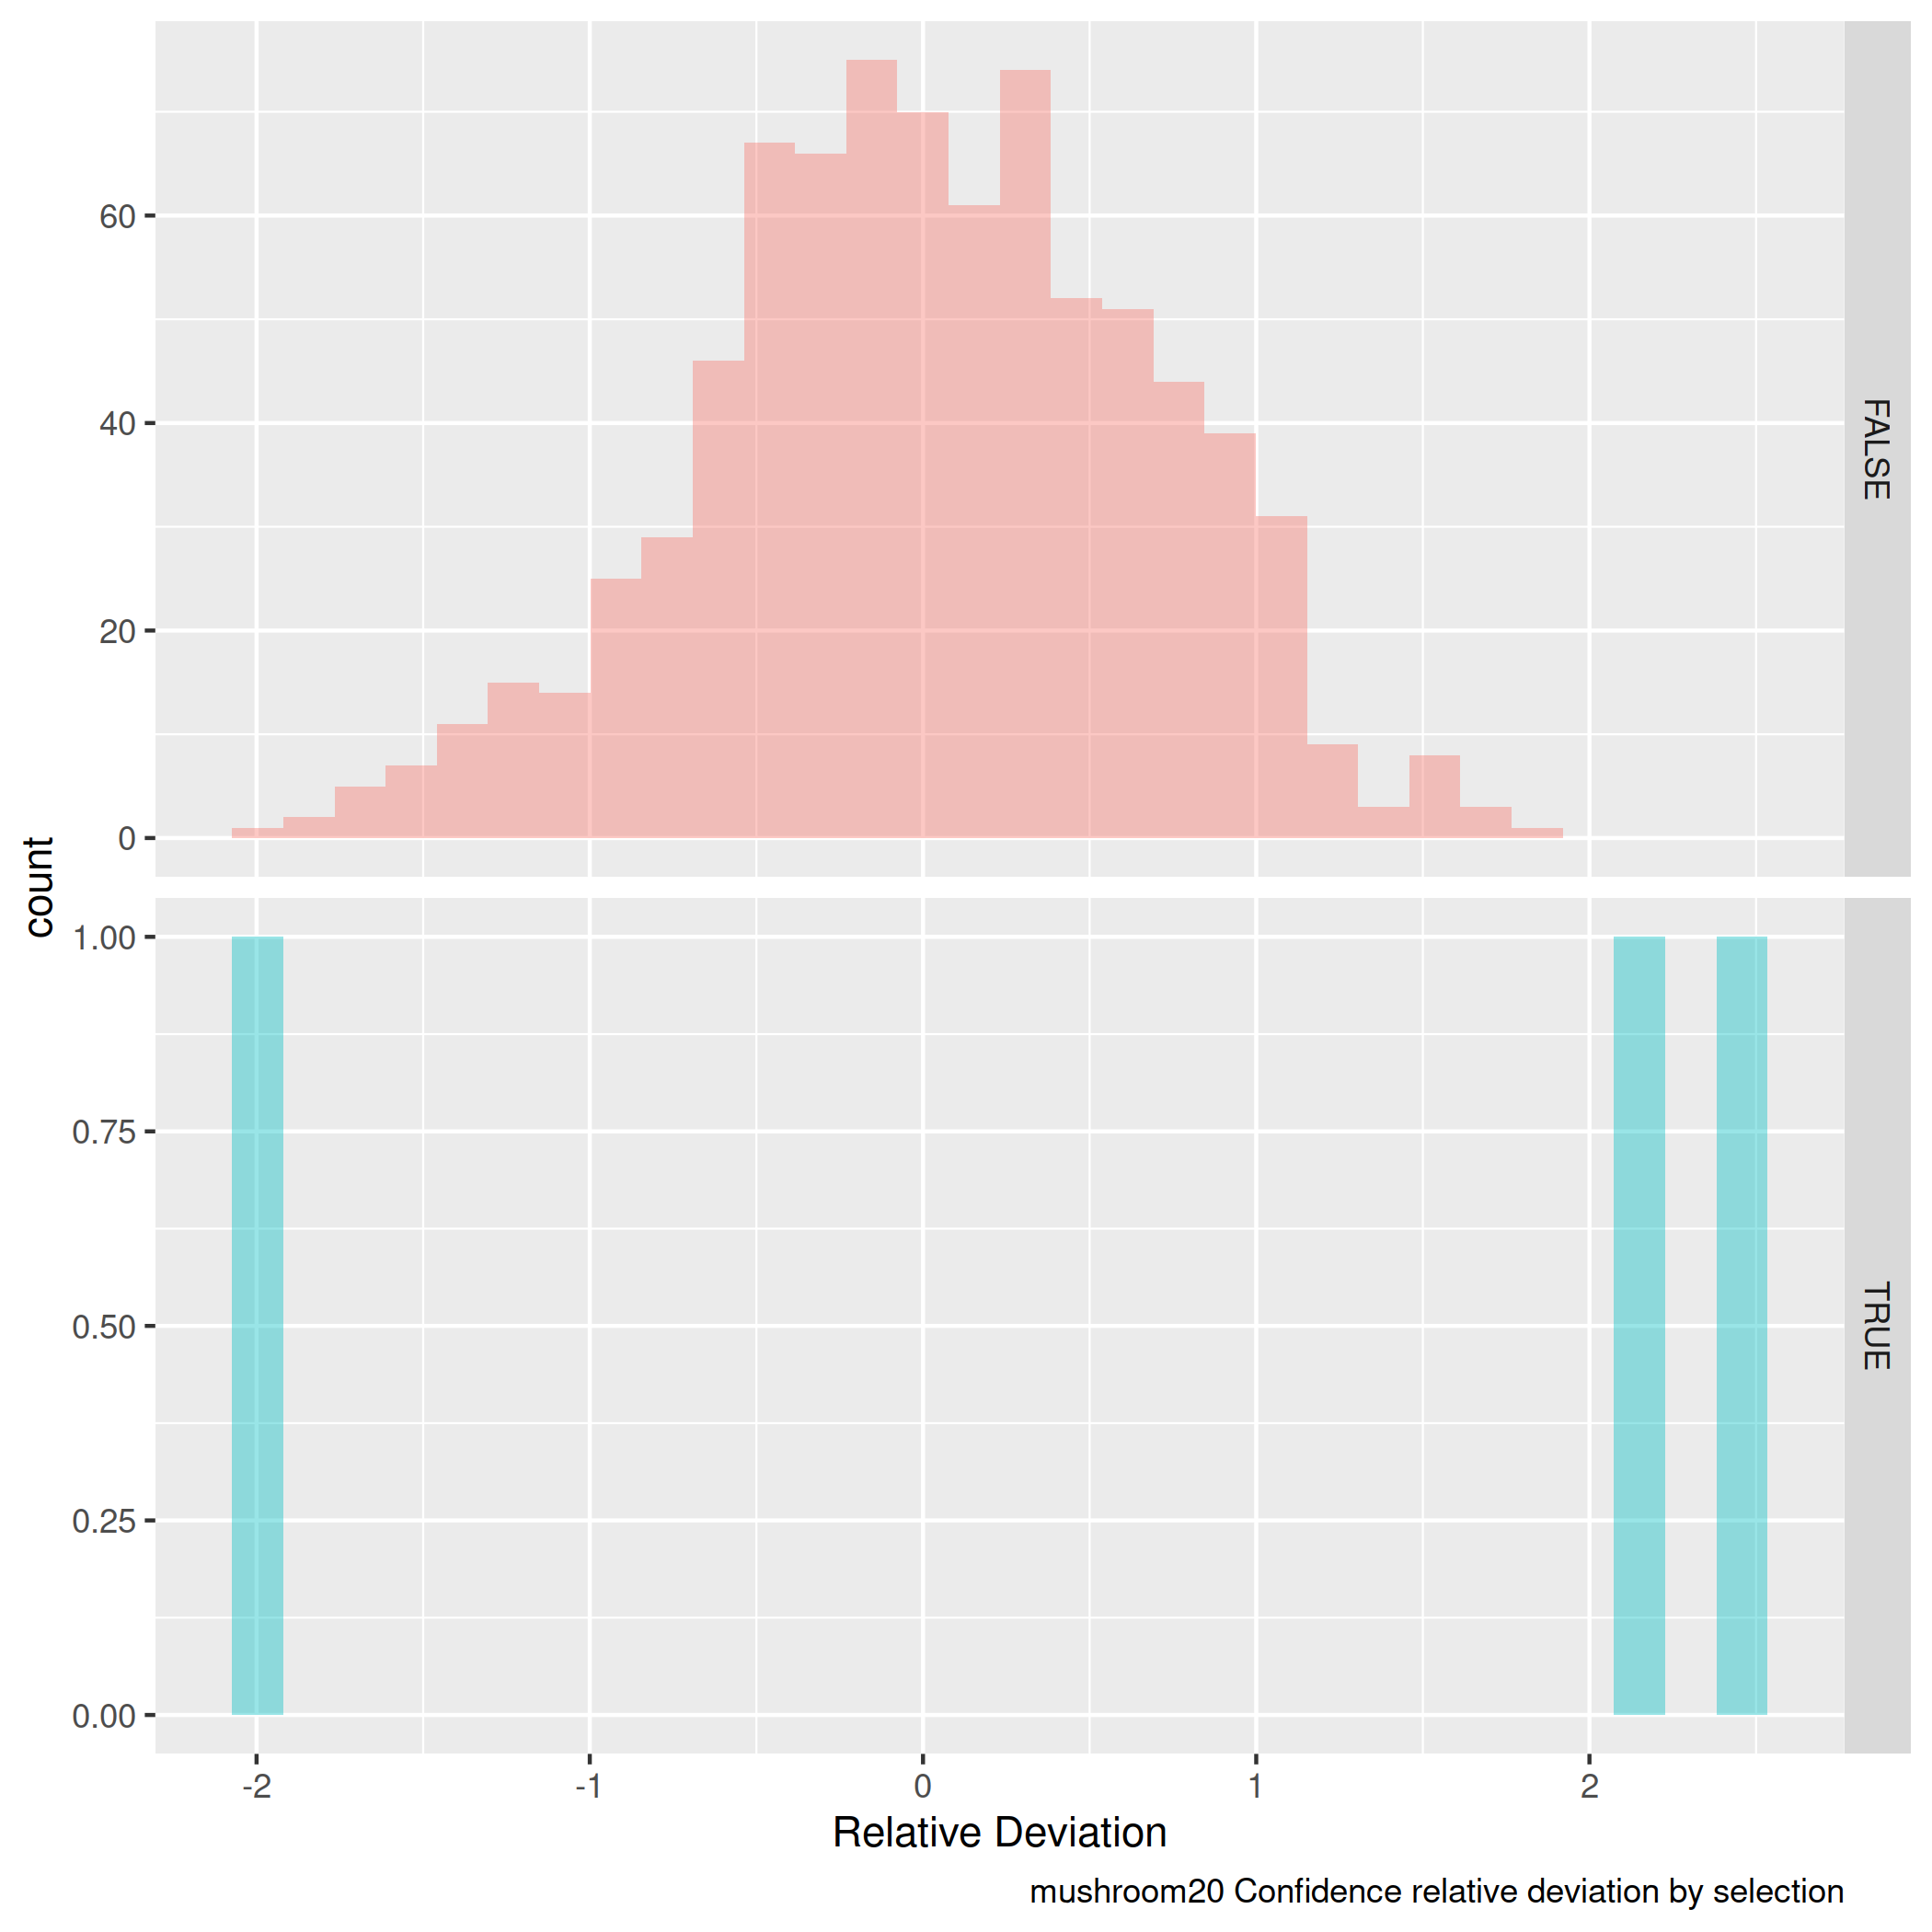 60
40
20
0
FALSE
count
1.00
0.75
0.50
0.25
0.00
TRUE
-2 -1 0 1 2
Relative Deviation
mushroom20 Confidence relative deviation by selection